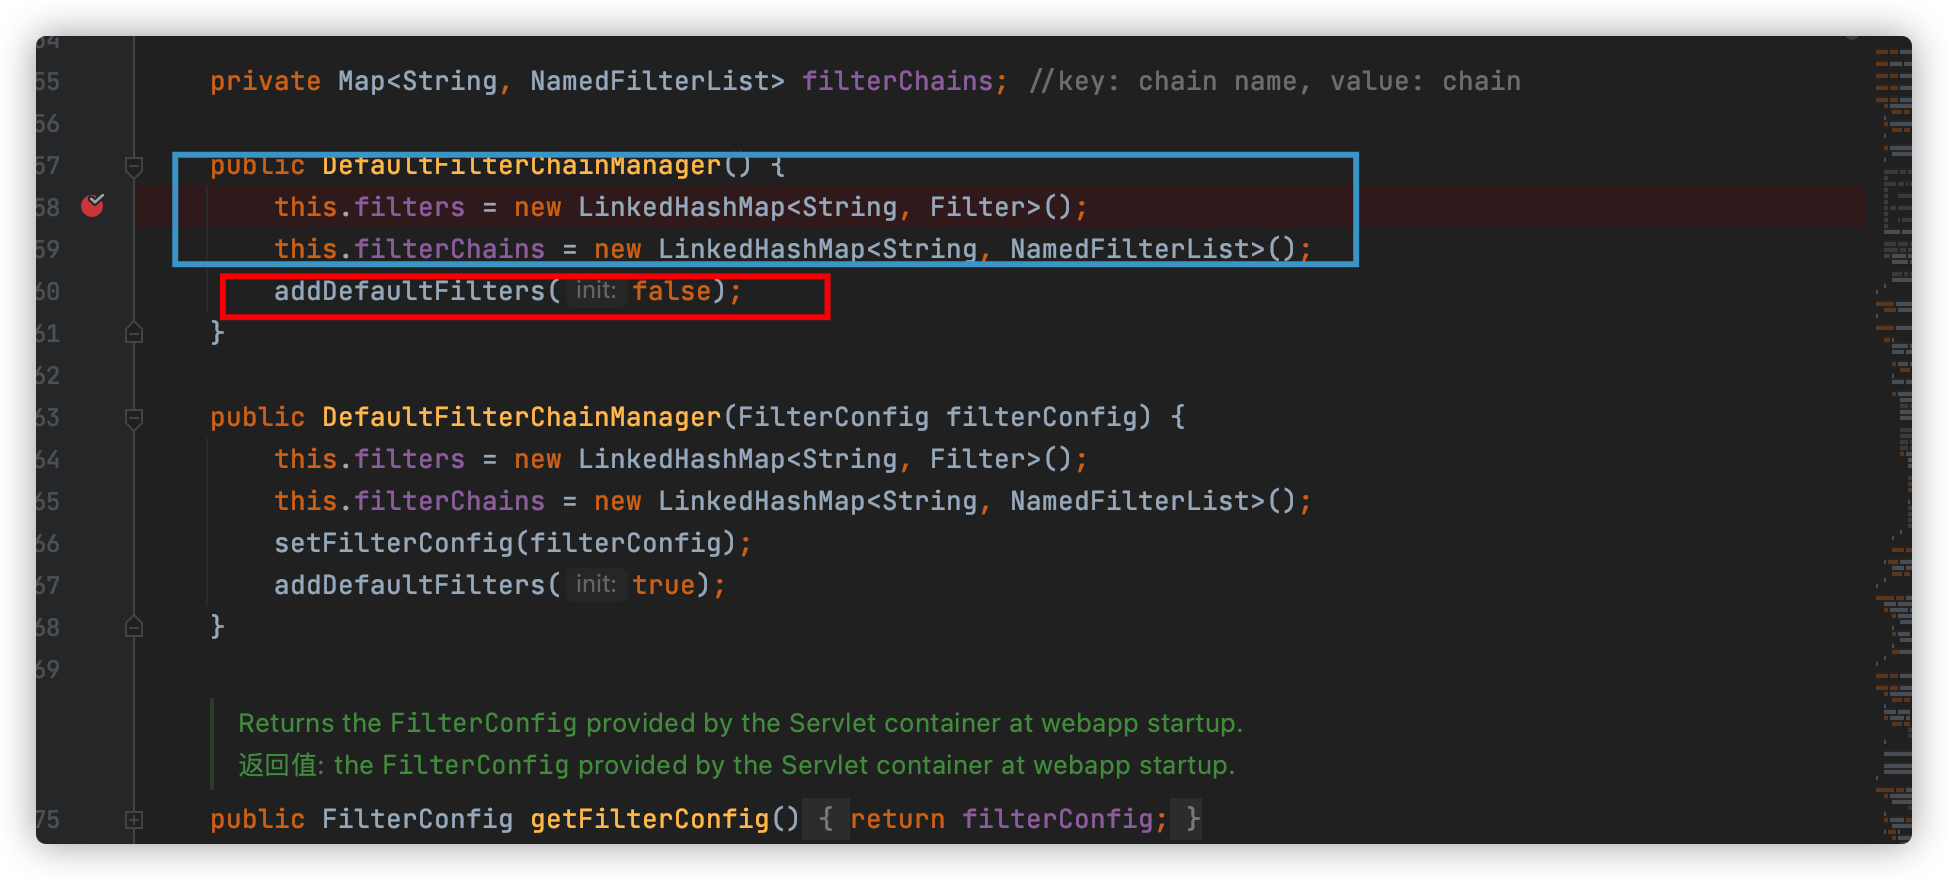 54
55 private Map<String, NamedFilterList> filterChains; //key: chain name, value: chain
56
57 public DefaultFilterChainManager() {
58 this.filters = new LinkedHashMap<String, Filter>();
59 this.filterChains = new LinkedHashMap<String, NamedFilterList>();
60 addDefaultFilters( init: false);
61 }
62
63 public DefaultFilterChainManager(FilterConfig filterConfig) {
64 this.filters = new LinkedHashMap<String, Filter>();
65 this.filterChains = new LinkedHashMap<String, NamedFilterList>();
66 setFilterConfig(filterConfig);
67 addDefaultFilters( init: true);
68 }
69
Returns the FilterConfig provided by the Servlet container at webapp startup.
返回值: the FilterConfig provided by the Servlet container at webapp startup.
75 public FilterConfig getFilterConfig() { return filterConfig; }